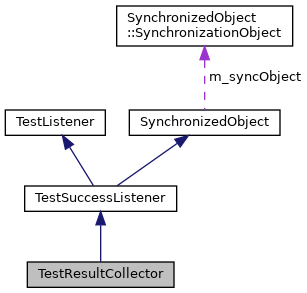 SynchronizedObject
::SynchronizationObject
m_syncObject
TestListener
SynchronizedObject
TestSuccessListener
TestResultCollector